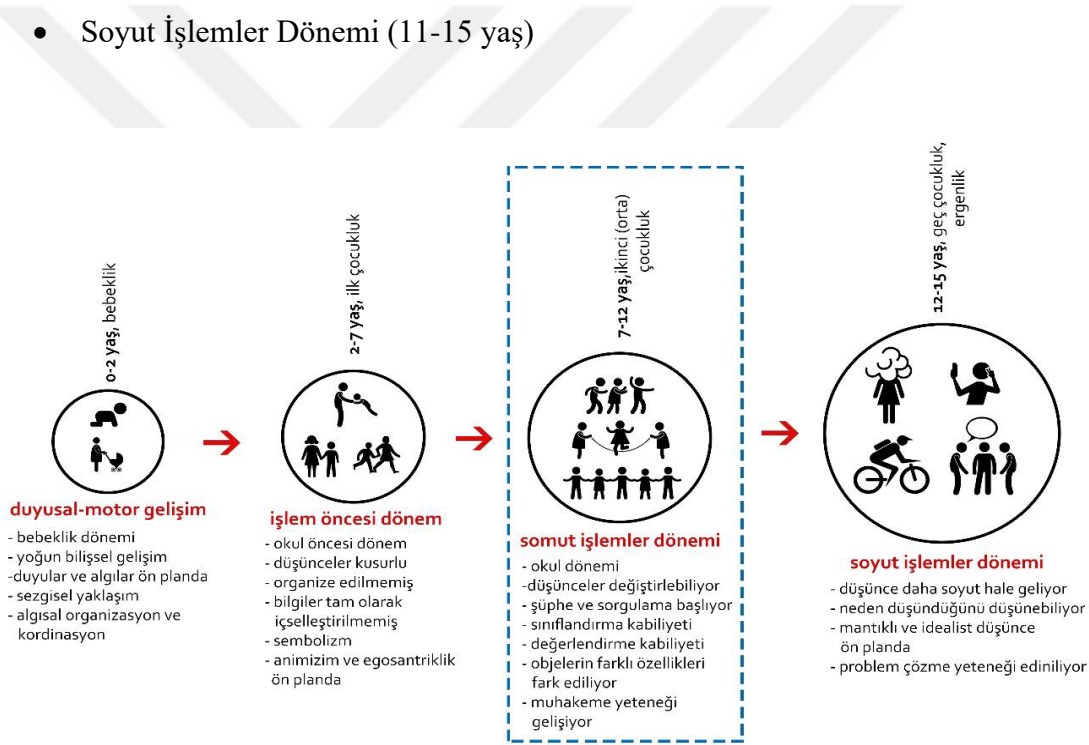 • Soyut İşlemler Dönemi (11-15 yaş)
0-2 yaş, bebeklik
duyusal-motor gelişim
- bebeklik dönemi
- yoğun bilişsel gelişim
-duyular ve algılar ön planda
- sezgisel yaklaşım
- algısal organizasyon ve
kordinasyon
2-7 yaş, ilk çocukluk
işlem öncesi dönem
- okul öncesi dönem
- düşünceler kusurlu
- organize edilmemiş
- bilgiler tam olarak
içselleştirilmemiş
- sembolizm
- animizim ve egosantriklik
ön planda
7-12 yaş,ikinci (orta)
çocukluk
somut işlemler dönemi
- okul dönemi
-düşünceler değiştirlebiliyor
- şüphe ve sorgulama başlıyor
- sınıflandırma kabiliyeti
- değerlendirme kabiliyeti
- objelerin farklı özellikleri
fark ediliyor
- muhakeme yeteneği
gelişiyor
12-15 yaş, geç çocukluk,
ergenlik
soyut işlemler dönemi
- düşünce daha soyut hale geliyor
- neden düşündüğünü düşünebiliyor
- mantıklı ve idealist düşünce
ön planda
- problem çözme yeteneği ediniliyor